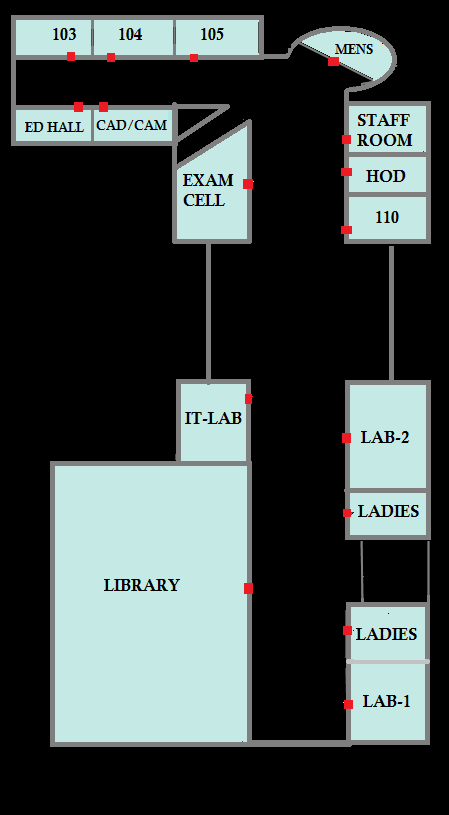 103
104
105
MENS
ED HALL
CAD/CAM
STAFF
ROOM
EXAM
CELL
HOD
110
IT-LAB
LAB-2
LADIES
LIBRARY
LADIES
LAB-1